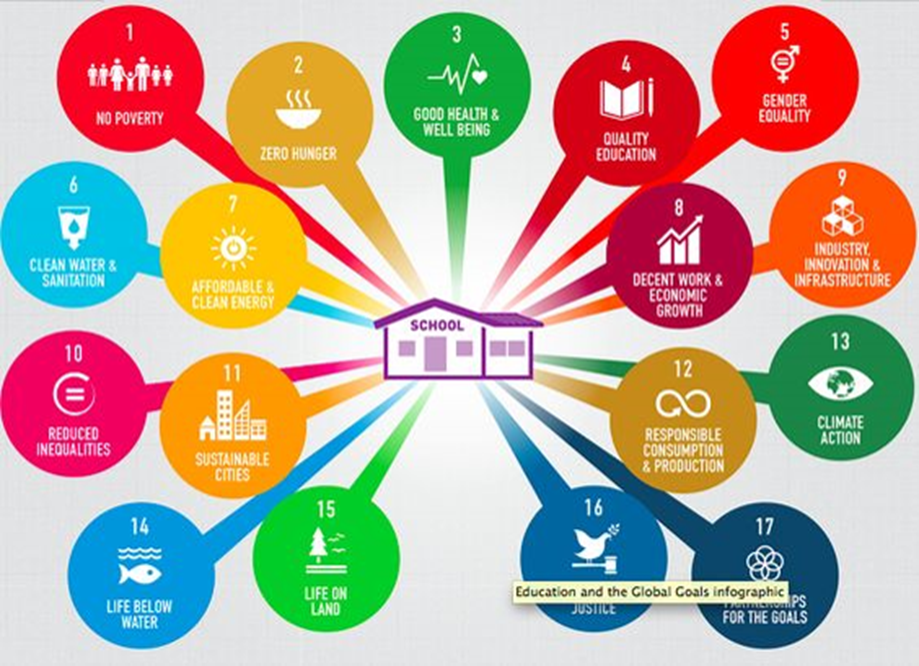 1
NO POVERTY
2
ZERO HUNGER
3
GOOD HEALTH &
WELL BEING
4
QUALITY
EDUCATION
5
GENDER
EQUALITY
6
CLEAN WATER &
SANITATION
7
AFFORDABLE &
CLEAN ENERGY
8
DECENT WORK &
ECONOMIC
GROWTH
9
INDUSTRY,
INNOVATION &
INFRASTRUCTURE
SCHOOL
10
REDUCED
INEQUALITIES
11
SUSTAINABLE
CITIES
12
RESPONSIBLE
CONSUMPTION
& PRODUCTION
13
CLIMATE
ACTION
14
LIFE BELOW
WATER
15
LIFE ON
LAND
16
JUSTICE
17
FOR THE GOALS
Education and the Global Goals infographic